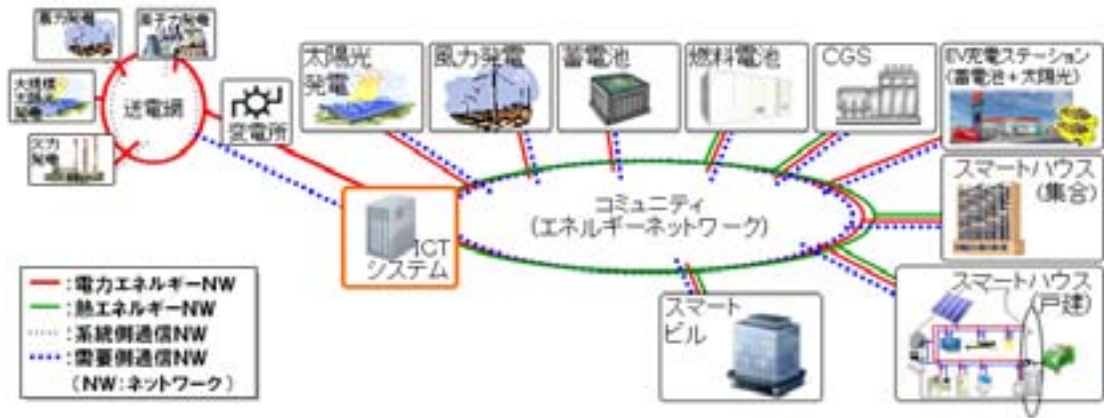 風力発電
原子力発電
大規模
太陽光
発電
火力
発電
送電網
変電所
太陽光
発電
風力発電
蓄電池
燃料電池
CGS
EV充電ステーション
(蓄電池+太陽光)
スマートハウス
(集合)
コミュニティ
(エネルギーネットワーク)
ICT
システム
スマート
ビル
スマートハウス
(戸建)
:電力エネルギーNW
:熱エネルギーNW
:系統側通信NW
:需要側通信NW
(NW:ネットワーク)